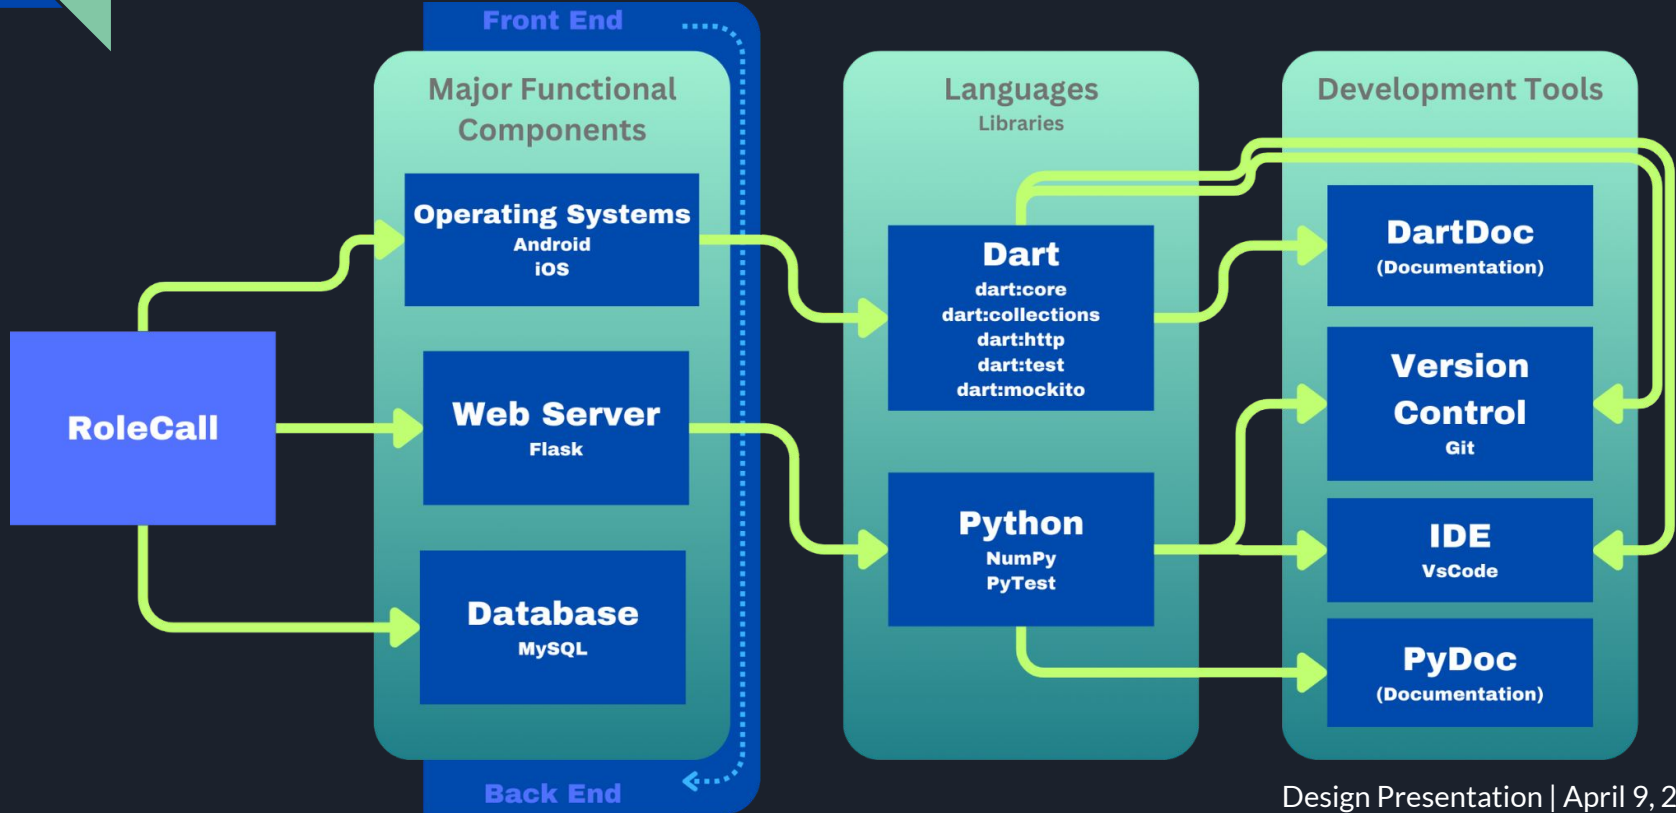 Front End
Major Functional
Components
Operating Systems
Android
iOS
RoleCall
Web Server
Flask
Database
MySQL
Back End
Languages
Libraries
Dart
dart:core
dart:collections
dart:http
dart:test
dart:mockito
Python
NumPy
PyTest
Development Tools
DartDoc
(Documentation)
Version
Control
Git
IDE
VsCode
PyDoc
(Documentation)
Design Presentation | April 9, 2